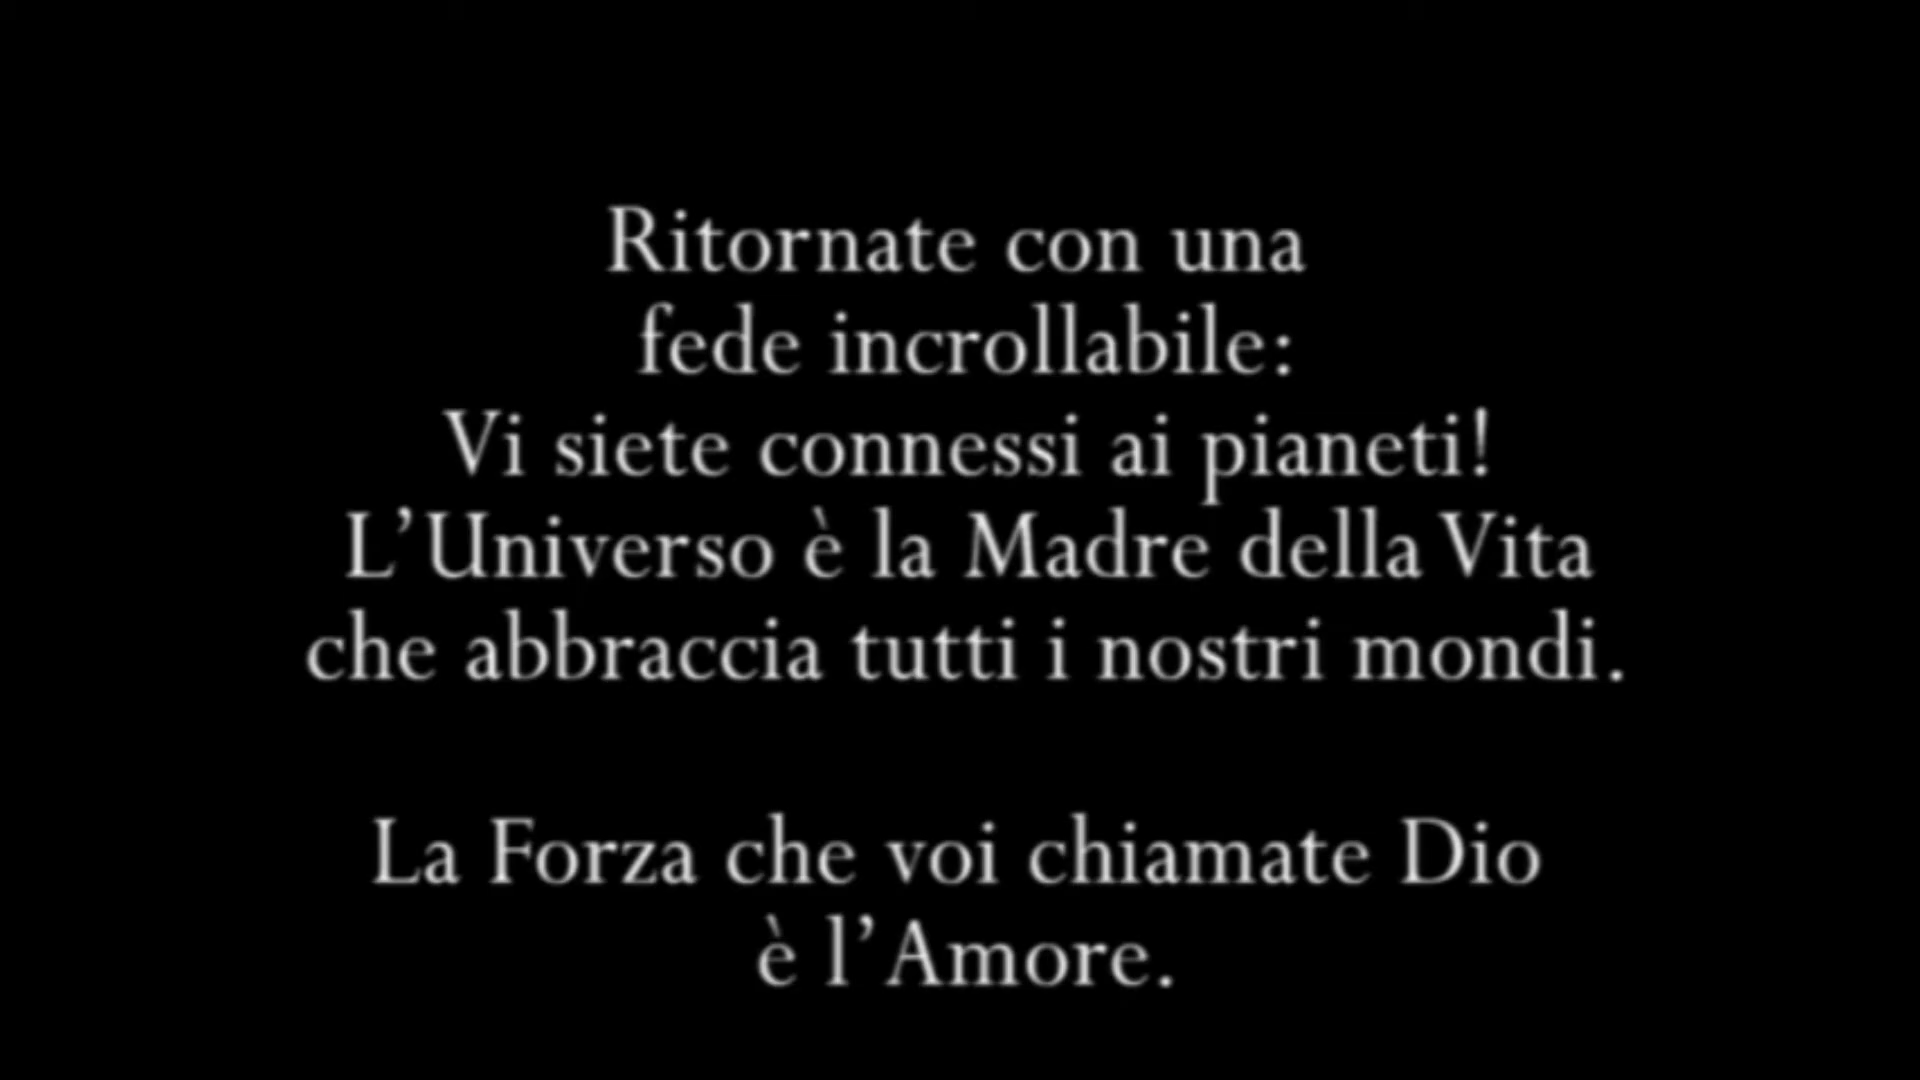 Ritornate con una
fede incrollabile:
Vi siete connessi ai pianeti!
L’Universo è la Madre della Vita
che abbraccia tutti i nostri mondi.
La Forza che voi chiamate Dio
è l’Amore.